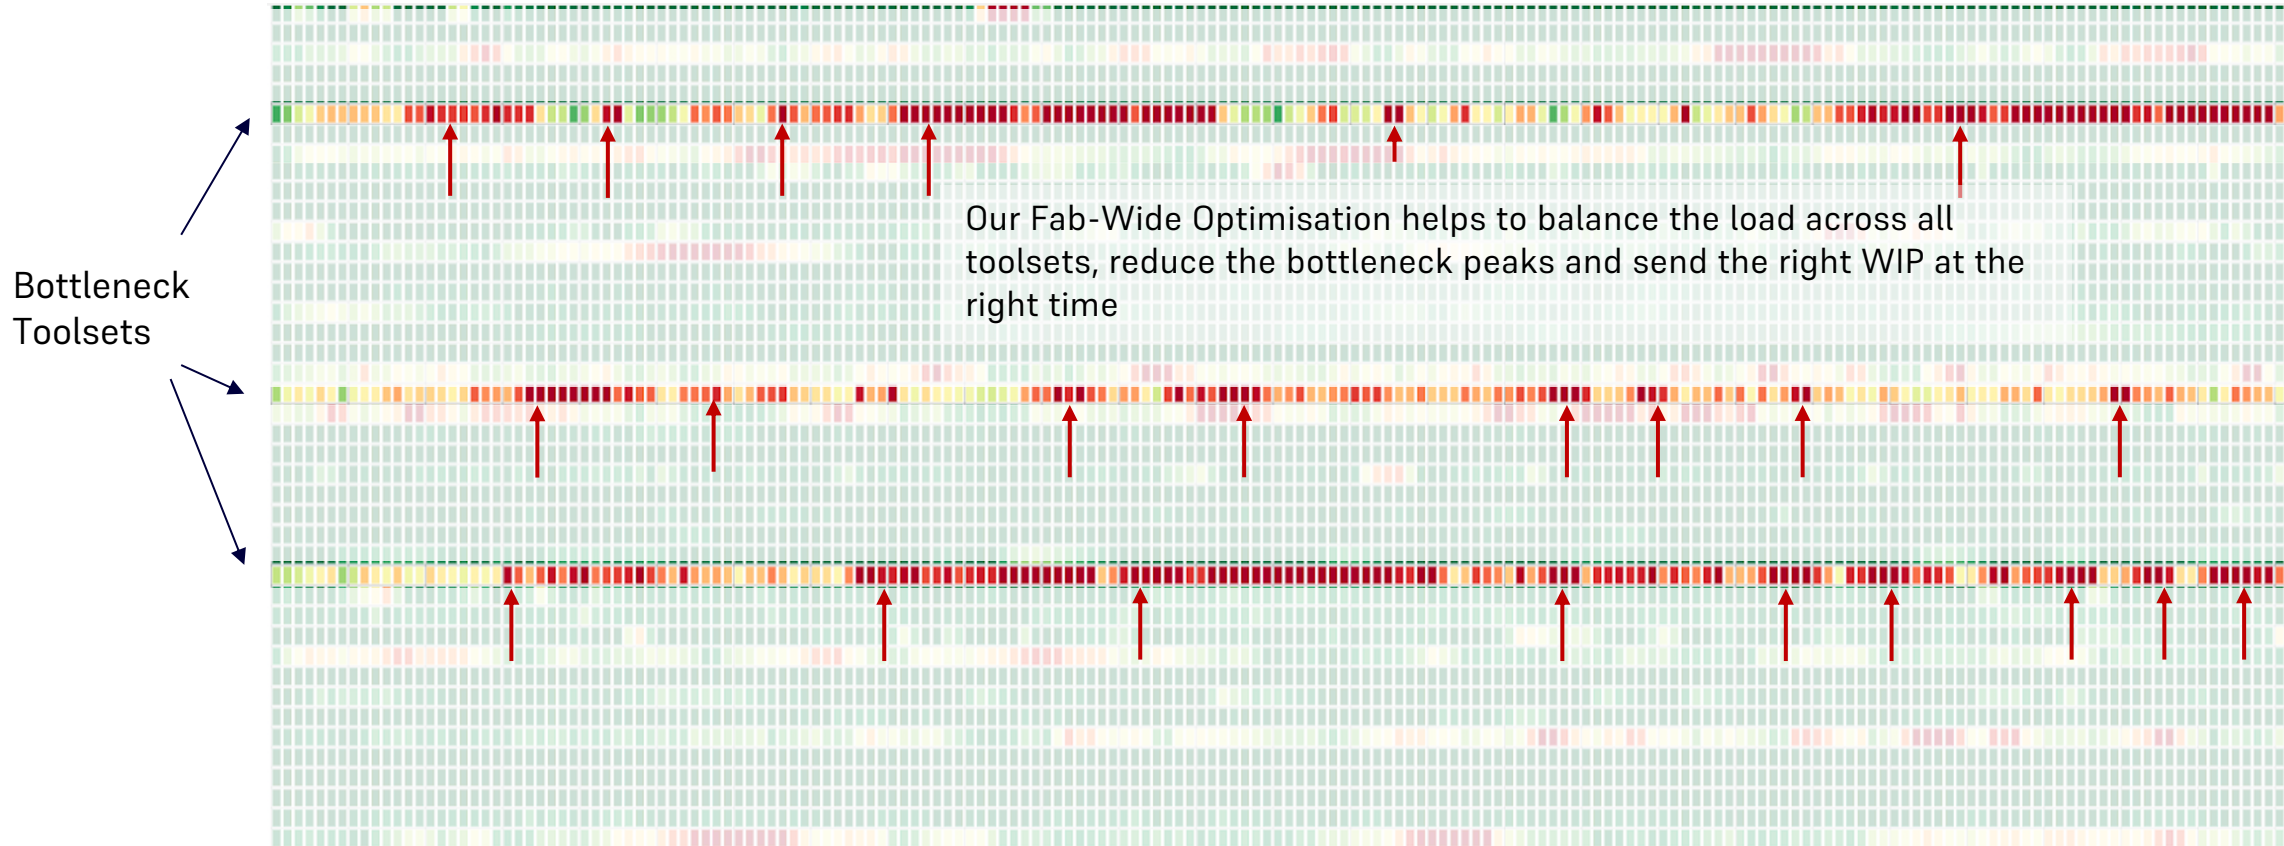 Our Fab-Wide Optimisation helps to balance the load across all
toolsets, reduce the bottleneck peaks and send the right WIP at the
right time
Bottleneck
Toolsets